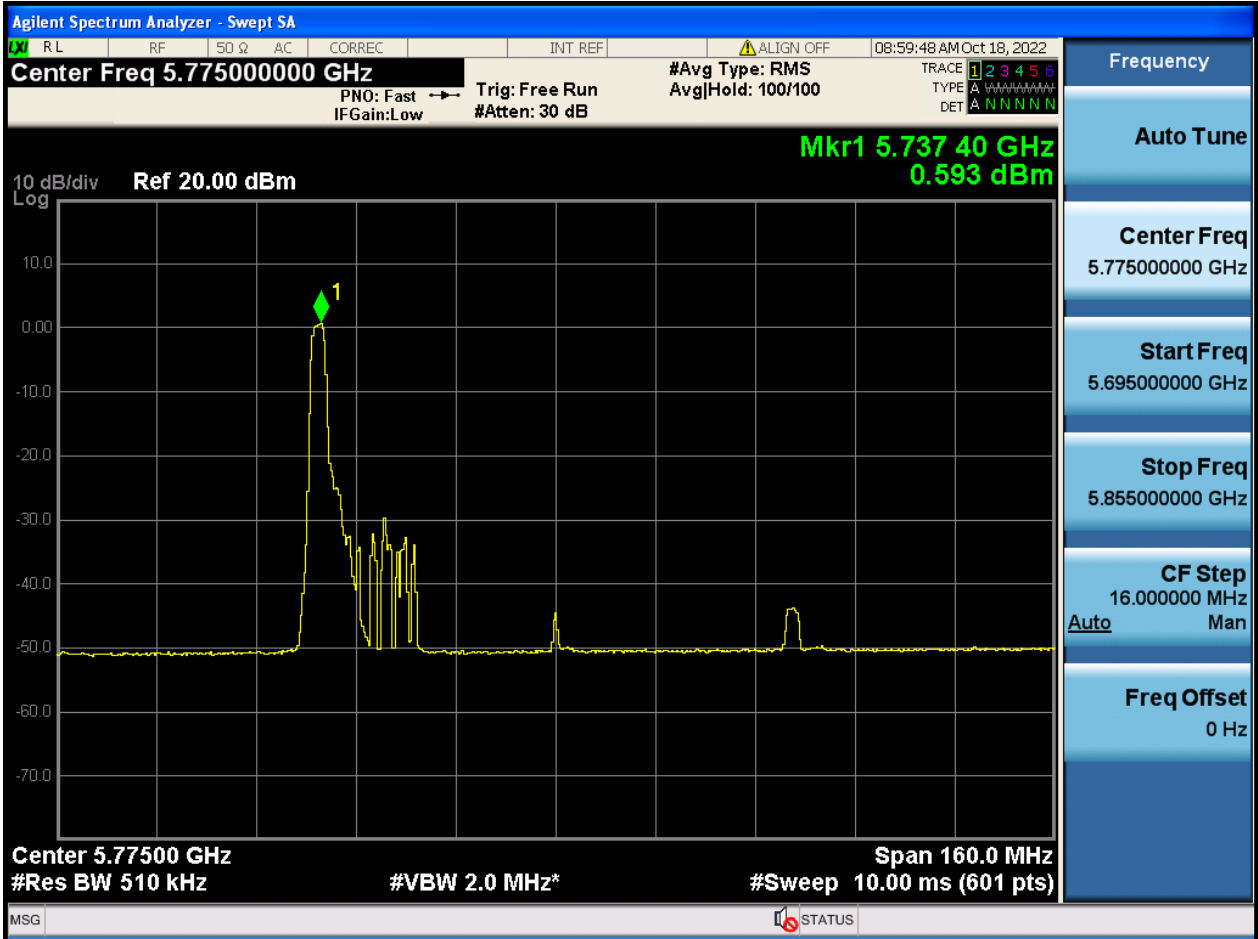 Agilent Spectrum Analyzer - Swept SA
LXI RL RF 50 Ω AC CORREC INT REF ALIGN OFF 08:59:48 AM Oct 18, 2022
Center Freq 5.775000000 GHz
PNO: Fast
IFGain:Low
Trig: Free Run
#Atten: 30 dB
#Avg Type: RMS
Avg|Hold: 100/100
TRACE 1 2 3 4 5 6
TYPE A WWWWW
DET A N N N N N
Mkr1 5.737 40 GHz
0.593 dBm
10 dB/div Ref 20.00 dBm
Log
1
10.0
0.00
-10.0
-20.0
-30.0
-40.0
-50.0
-60.0
-70.0
Center 5.77500 GHz Span 160.0 MHz
#Res BW 510 kHz #VBW 2.0 MHz* #Sweep 10.00 ms (601 pts)
MSG STATUS
Frequency
Auto Tune
Center Freq
5.775000000 GHz
Start Freq
5.695000000 GHz
Stop Freq
5.855000000 GHz
CF Step
16.000000 MHz
Auto Man
Freq Offset
0 Hz